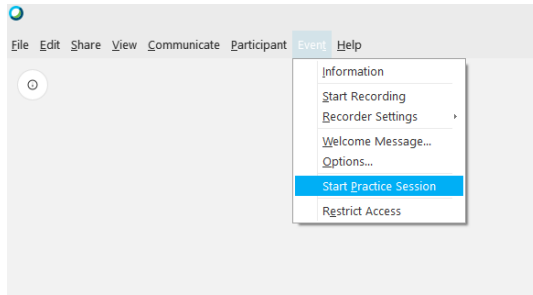 File Edit Share View Communicate Participant Event Help
Information
Start Recording
Recorder Settings
Welcome Message...
Options...
Start Practice Session
Restrict Access